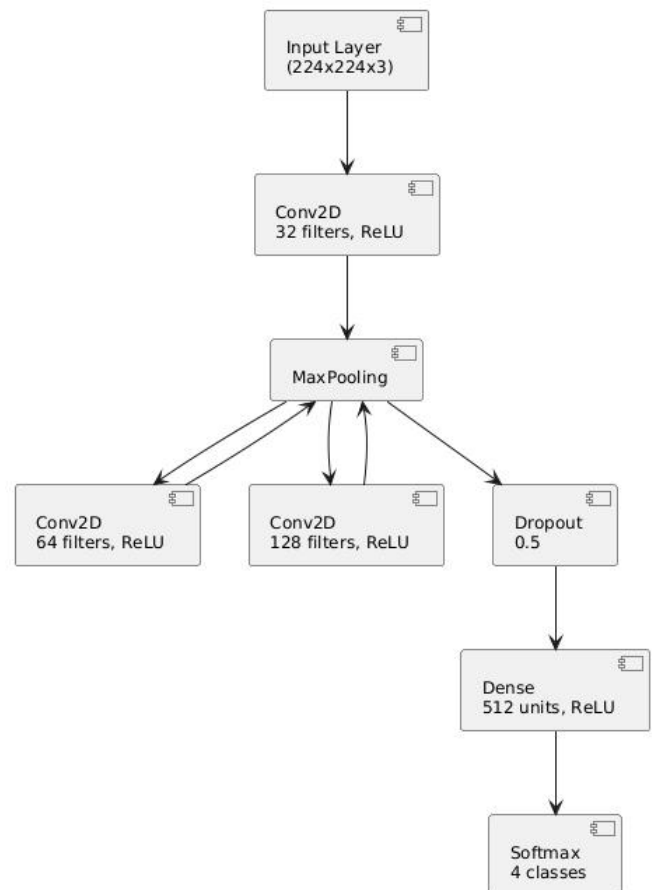 Input Layer
(224x224x3)
Conv2D
32 filters, ReLU
MaxPooling
Conv2D
64 filters, ReLU
Conv2D
128 filters, ReLU
Dropout
0.5
Dense
512 units, ReLU
Softmax
4 classes